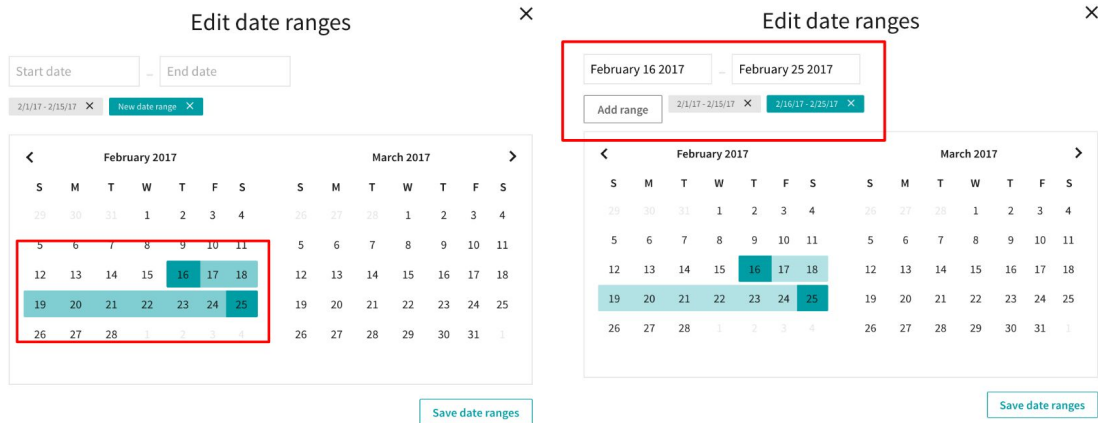 Edit date ranges
Start date – End date
2/1/17 - 2/15/17 × New date range ×
February 2017
S M T W T F S
29 30 31 1 2 3 4
5 6 7 8 9 10 11
12 13 14 15 16 17 18
19 20 21 22 23 24 25
26 27 28 1 2 3 4
March 2017
S M T W T F S
26 27 28 1 2 3 4
5 6 7 8 9 10 11
12 13 14 15 16 17 18
19 20 21 22 23 24 25
26 27 28 29 30 31 1
Save date ranges
Edit date ranges
February 16 2017 – February 25 2017
Add range 2/1/17 - 2/15/17 × 2/16/17 - 2/25/17 ×
February 2017
S M T W T F S
29 30 31 1 2 3 4
5 6 7 8 9 10 11
12 13 14 15 16 17 18
19 20 21 22 23 24 25
26 27 28 1 2 3 4
March 2017
S M T W T F S
26 27 28 1 2 3 4
5 6 7 8 9 10 11
12 13 14 15 16 17 18
19 20 21 22 23 24 25
26 27 28 29 30 31 1
Save date ranges